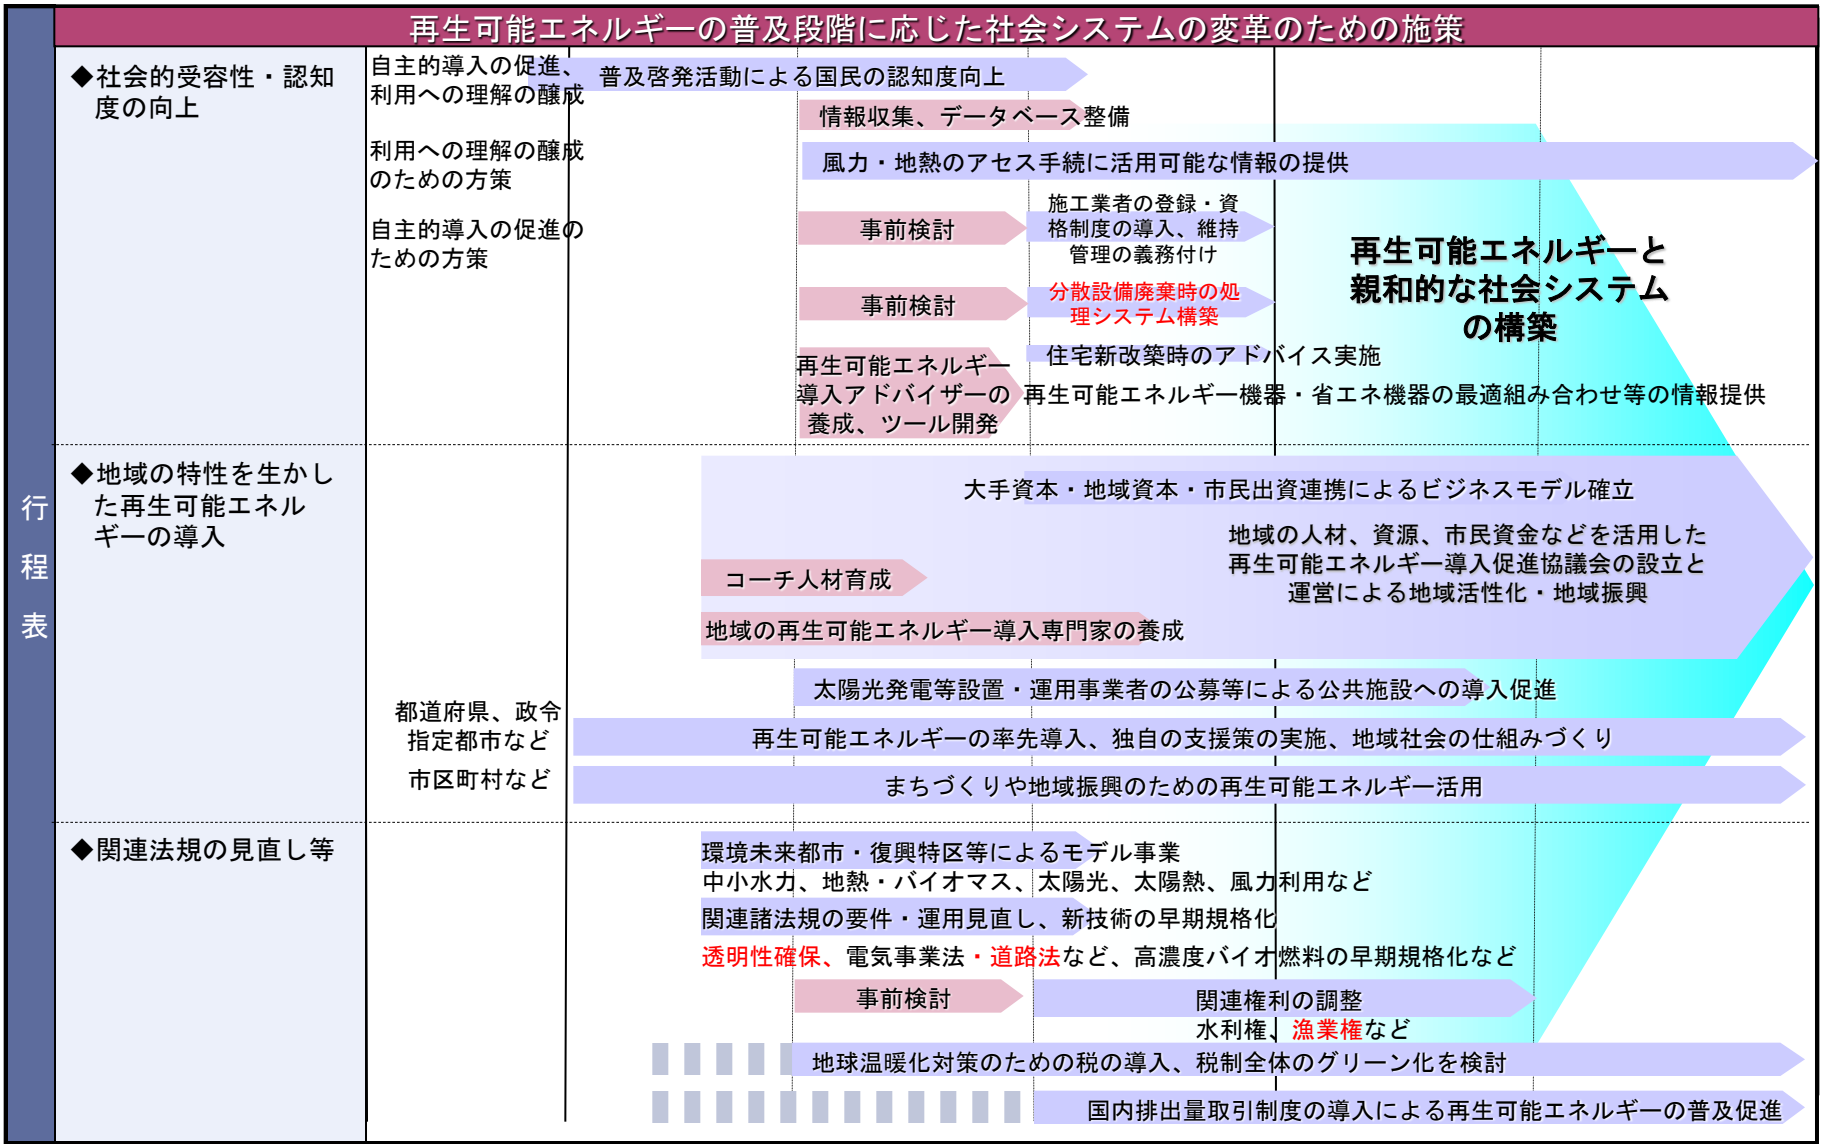 再生可能エネルギーの普及段階に応じた社会システムの変革のための施策
行
程
表
◆社会的受容性・認知
度の向上
自主的導入の促進、
利用への理解の醸成
普及啓発活動による国民の認知度向上
情報収集、データベース整備
利用への理解の醸成
のための方策
風力・地熱のアセス手続に活用可能な情報の提供
自主的導入の促進の
ための方策
事前検討
施工業者の登録・資
格制度の導入、維持
管理の義務付け
事前検討
分散設備廃棄時の処
理システム構築
再生可能エネルギー
導入アドバイザーの
養成、ツール開発
住宅新改築時のアドバイス実施
再生可能エネルギー機器・省エネ機器の最適組み合わせ等の情報提供
再生可能エネルギーと
親和的な社会システム
の構築
◆地域の特性を生かし
た再生可能エネル
ギーの導入
大手資本・地域資本・市民出資連携によるビジネスモデル確立
地域の人材、資源、市民資金などを活用した
再生可能エネルギー導入促進協議会の設立と
運営による地域活性化・地域振興
コーチ人材育成
地域の再生可能エネルギー導入専門家の養成
太陽光発電等設置・運用事業者の公募等による公共施設への導入促進
都道府県、政令
指定都市など
再生可能エネルギーの率先導入、独自の支援策の実施、地域社会の仕組みづくり
市区町村など
まちづくりや地域振興のための再生可能エネルギー活用
◆関連法規の見直し等
環境未来都市・復興特区等によるモデル事業
中小水力、地熱・バイオマス、太陽光、太陽熱、風力利用など
関連諸法規の要件・運用見直し、新技術の早期規格化
透明性確保、電気事業法・道路法など、高濃度バイオ燃料の早期規格化など
事前検討
関連権利の調整
水利権、漁業権など
地球温暖化対策のための税の導入、税制全体のグリーン化を検討
国内排出量取引制度の導入による再生可能エネルギーの普及促進